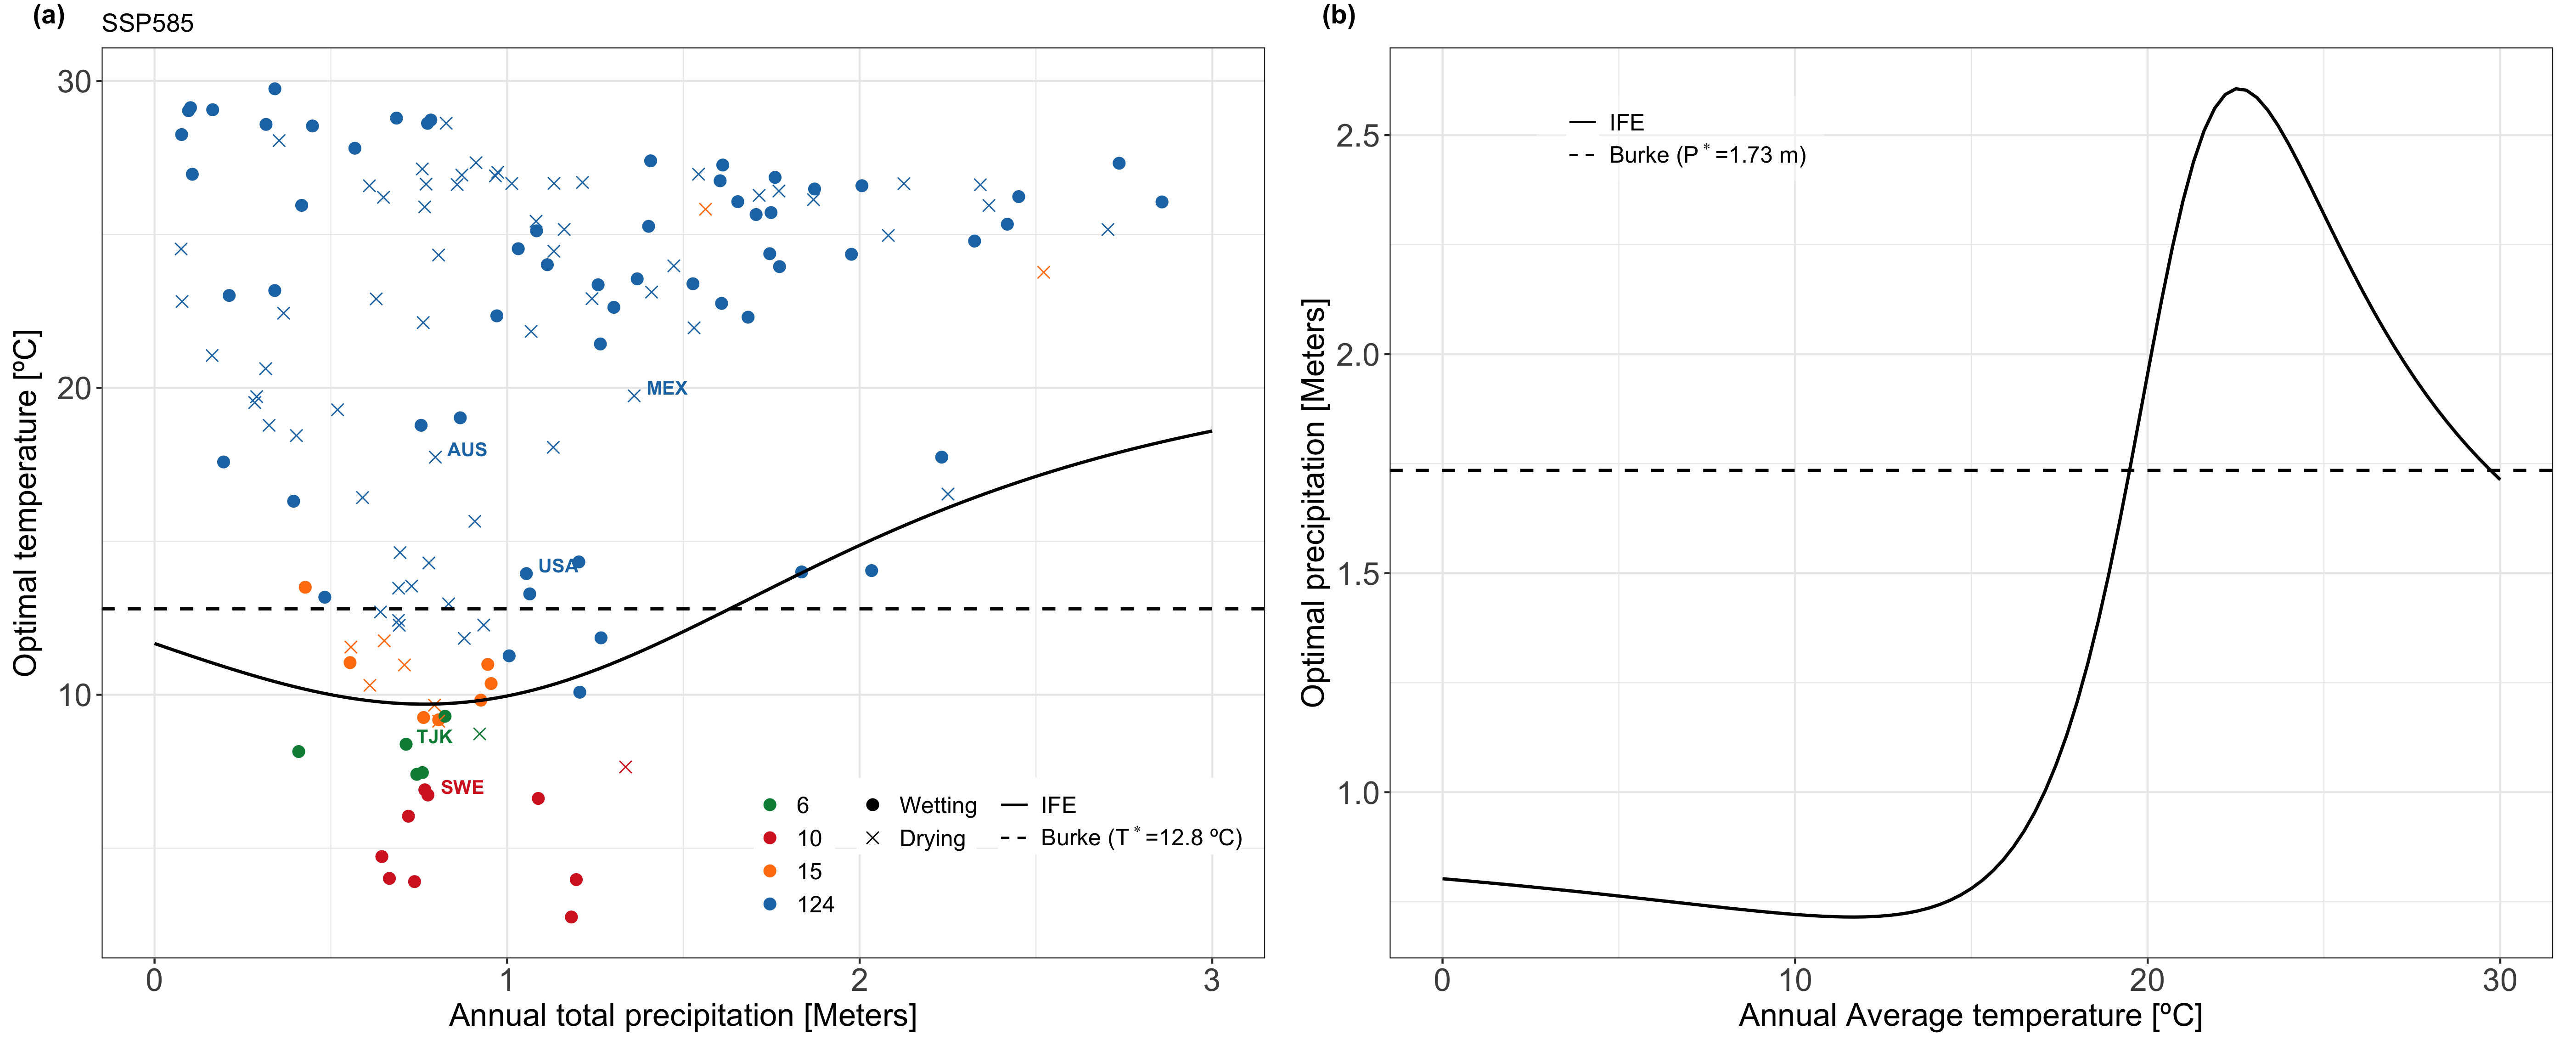 (a)
SSP585
30
20
10
Optimal temperature [ºC]
MEX
AUS
USA
TJK
SWE
6
10
15
124
Wetting
Drying
IFE
Burke (T*=12.8 ºC)
0
1
2
3
Annual total precipitation [Meters]
(b)
2.5
2.0
1.5
1.0
Optimal precipitation [Meters]
IFE
Burke (P*=1.73 m)
0
10
20
30
Annual Average temperature [ºC]